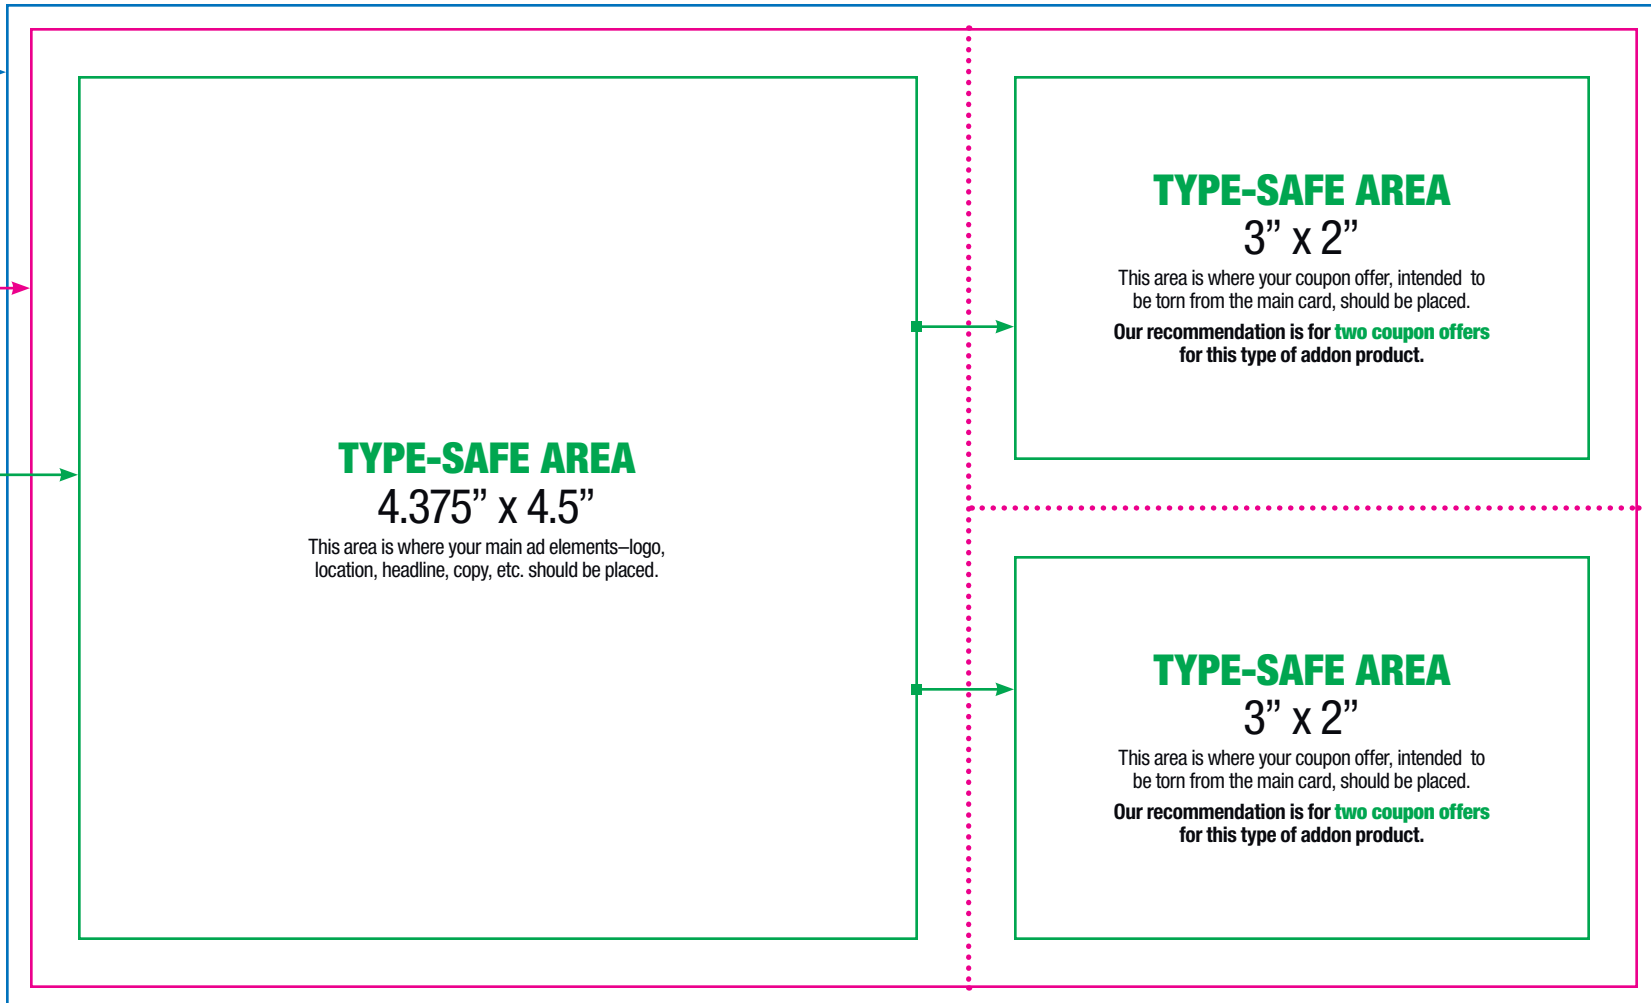 TYPE-SAFE AREA
4.375” x 4.5”
This area is where your main ad elements–logo,
location, headline, copy, etc. should be placed.
TYPE-SAFE AREA
3” x 2”
This area is where your coupon offer, intended  to
be torn from the main card, should be placed.
Our recommendation is for two coupon offers
for this type of addon product.
TYPE-SAFE AREA
3” x 2”
This area is where your coupon offer, intended  to
be torn from the main card, should be placed.
Our recommendation is for two coupon offers
for this type of addon product.